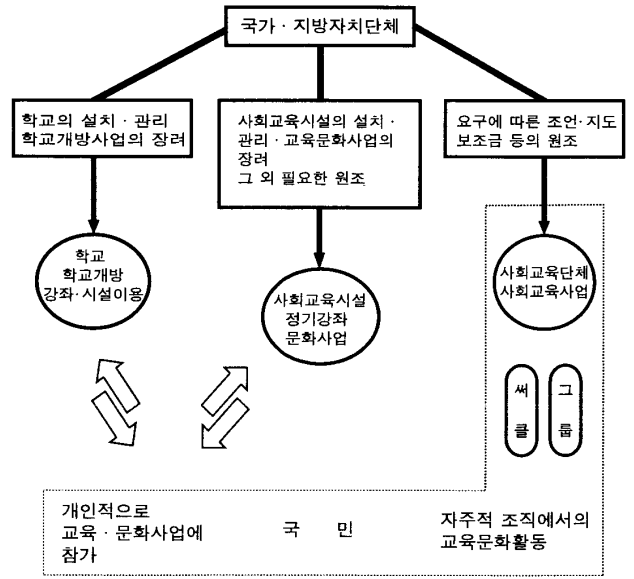 국가 · 지방자치단체
학교의 설치 · 관리
학교개방사업의 장려
사회교육시설의 설치 ·
관리 · 교육문화사업의
장려
그 외 필요한 원조
요구에 따른 조언·지도
보조금 등의 원조
학교
학교개방
강좌·시설이용
사회교육시설
정기강좌
문화사업
사회교육단체
사회교육사업
써클
그룹
개인적으로
교육 · 문화사업에
참가
국 민
자주적 조직에서의
교육문화활동